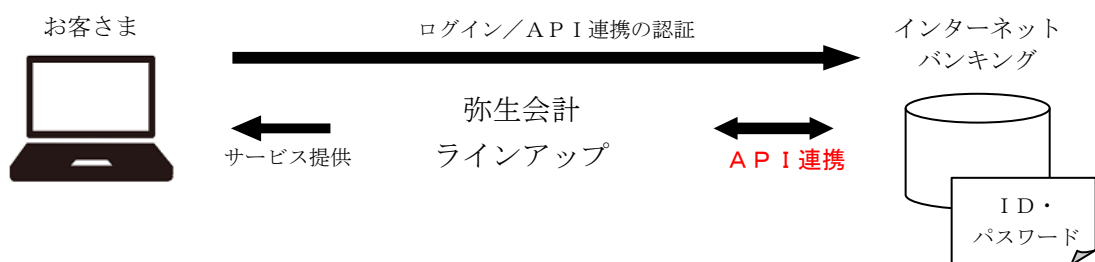 お客さま
ログイン／ＡＰＩ連携の認証
インターネット
バンキング
弥生会計
ラインアップ
サービス提供
ＡＰＩ連携
ＩＤ・
パスワード